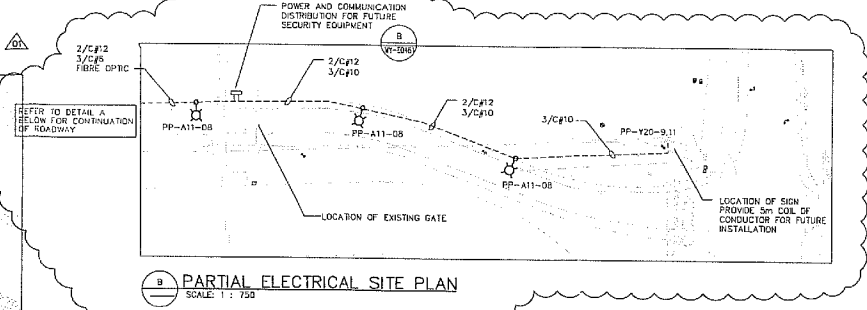 POWER AND COMMUNICATION
DISTRIBUTION FOR FUTURE
SECURITY EQUIPMENT
01
B
2/C#12
3/C#6
FIBRE OPTIC
2/C#12
3/C#10
2/C#12
3/C#10
3/C#10
PP-Y20-9,11
REFER TO DETAIL A
BELOW FOR CONTINUATION
OF ROADWAY
PP-A11-08
PP-A11-08
PP-A11-08
LOCATION OF EXISTING GATE
LOCATION OF SIGN
PROVIDE 5m COIL OF
CONDUCTOR FOR FUTURE
INSTALLATION
B
PARTIAL ELECTRICAL SITE PLAN
SCALE: 1 : 750